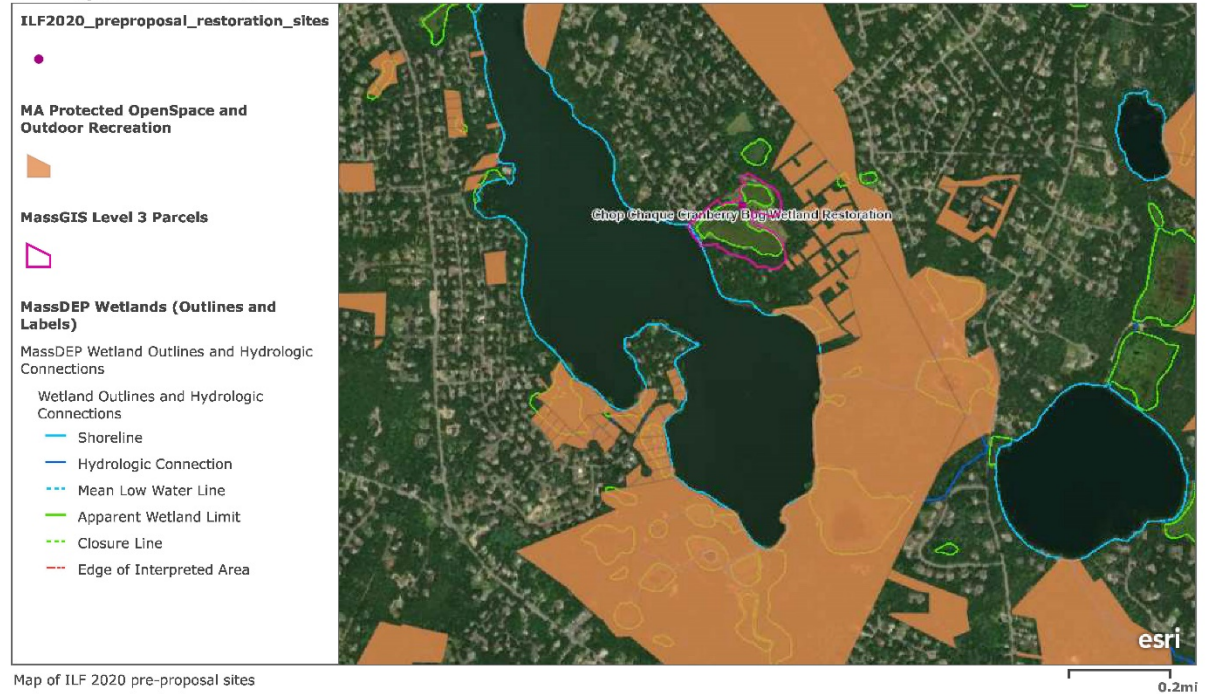 ILF2020_preproposal_restoration_sites
MA Protected OpenSpace and
Outdoor Recreation
MassGIS Level 3 Parcels
MassDEP Wetlands (Outlines and
Labels)
MassDEP Wetland Outlines and Hydrologic
Connections
Wetland Outlines and Hydrologic
Connections
Shoreline
Hydrologic Connection
Mean Low Water Line
Apparent Wetland Limit
Closure Line
Edge of Interpreted Area
Chop Chaque Cranberry Bog Wetland Restoration
esri
Map of ILF 2020 pre-proposal sites
0.2mi